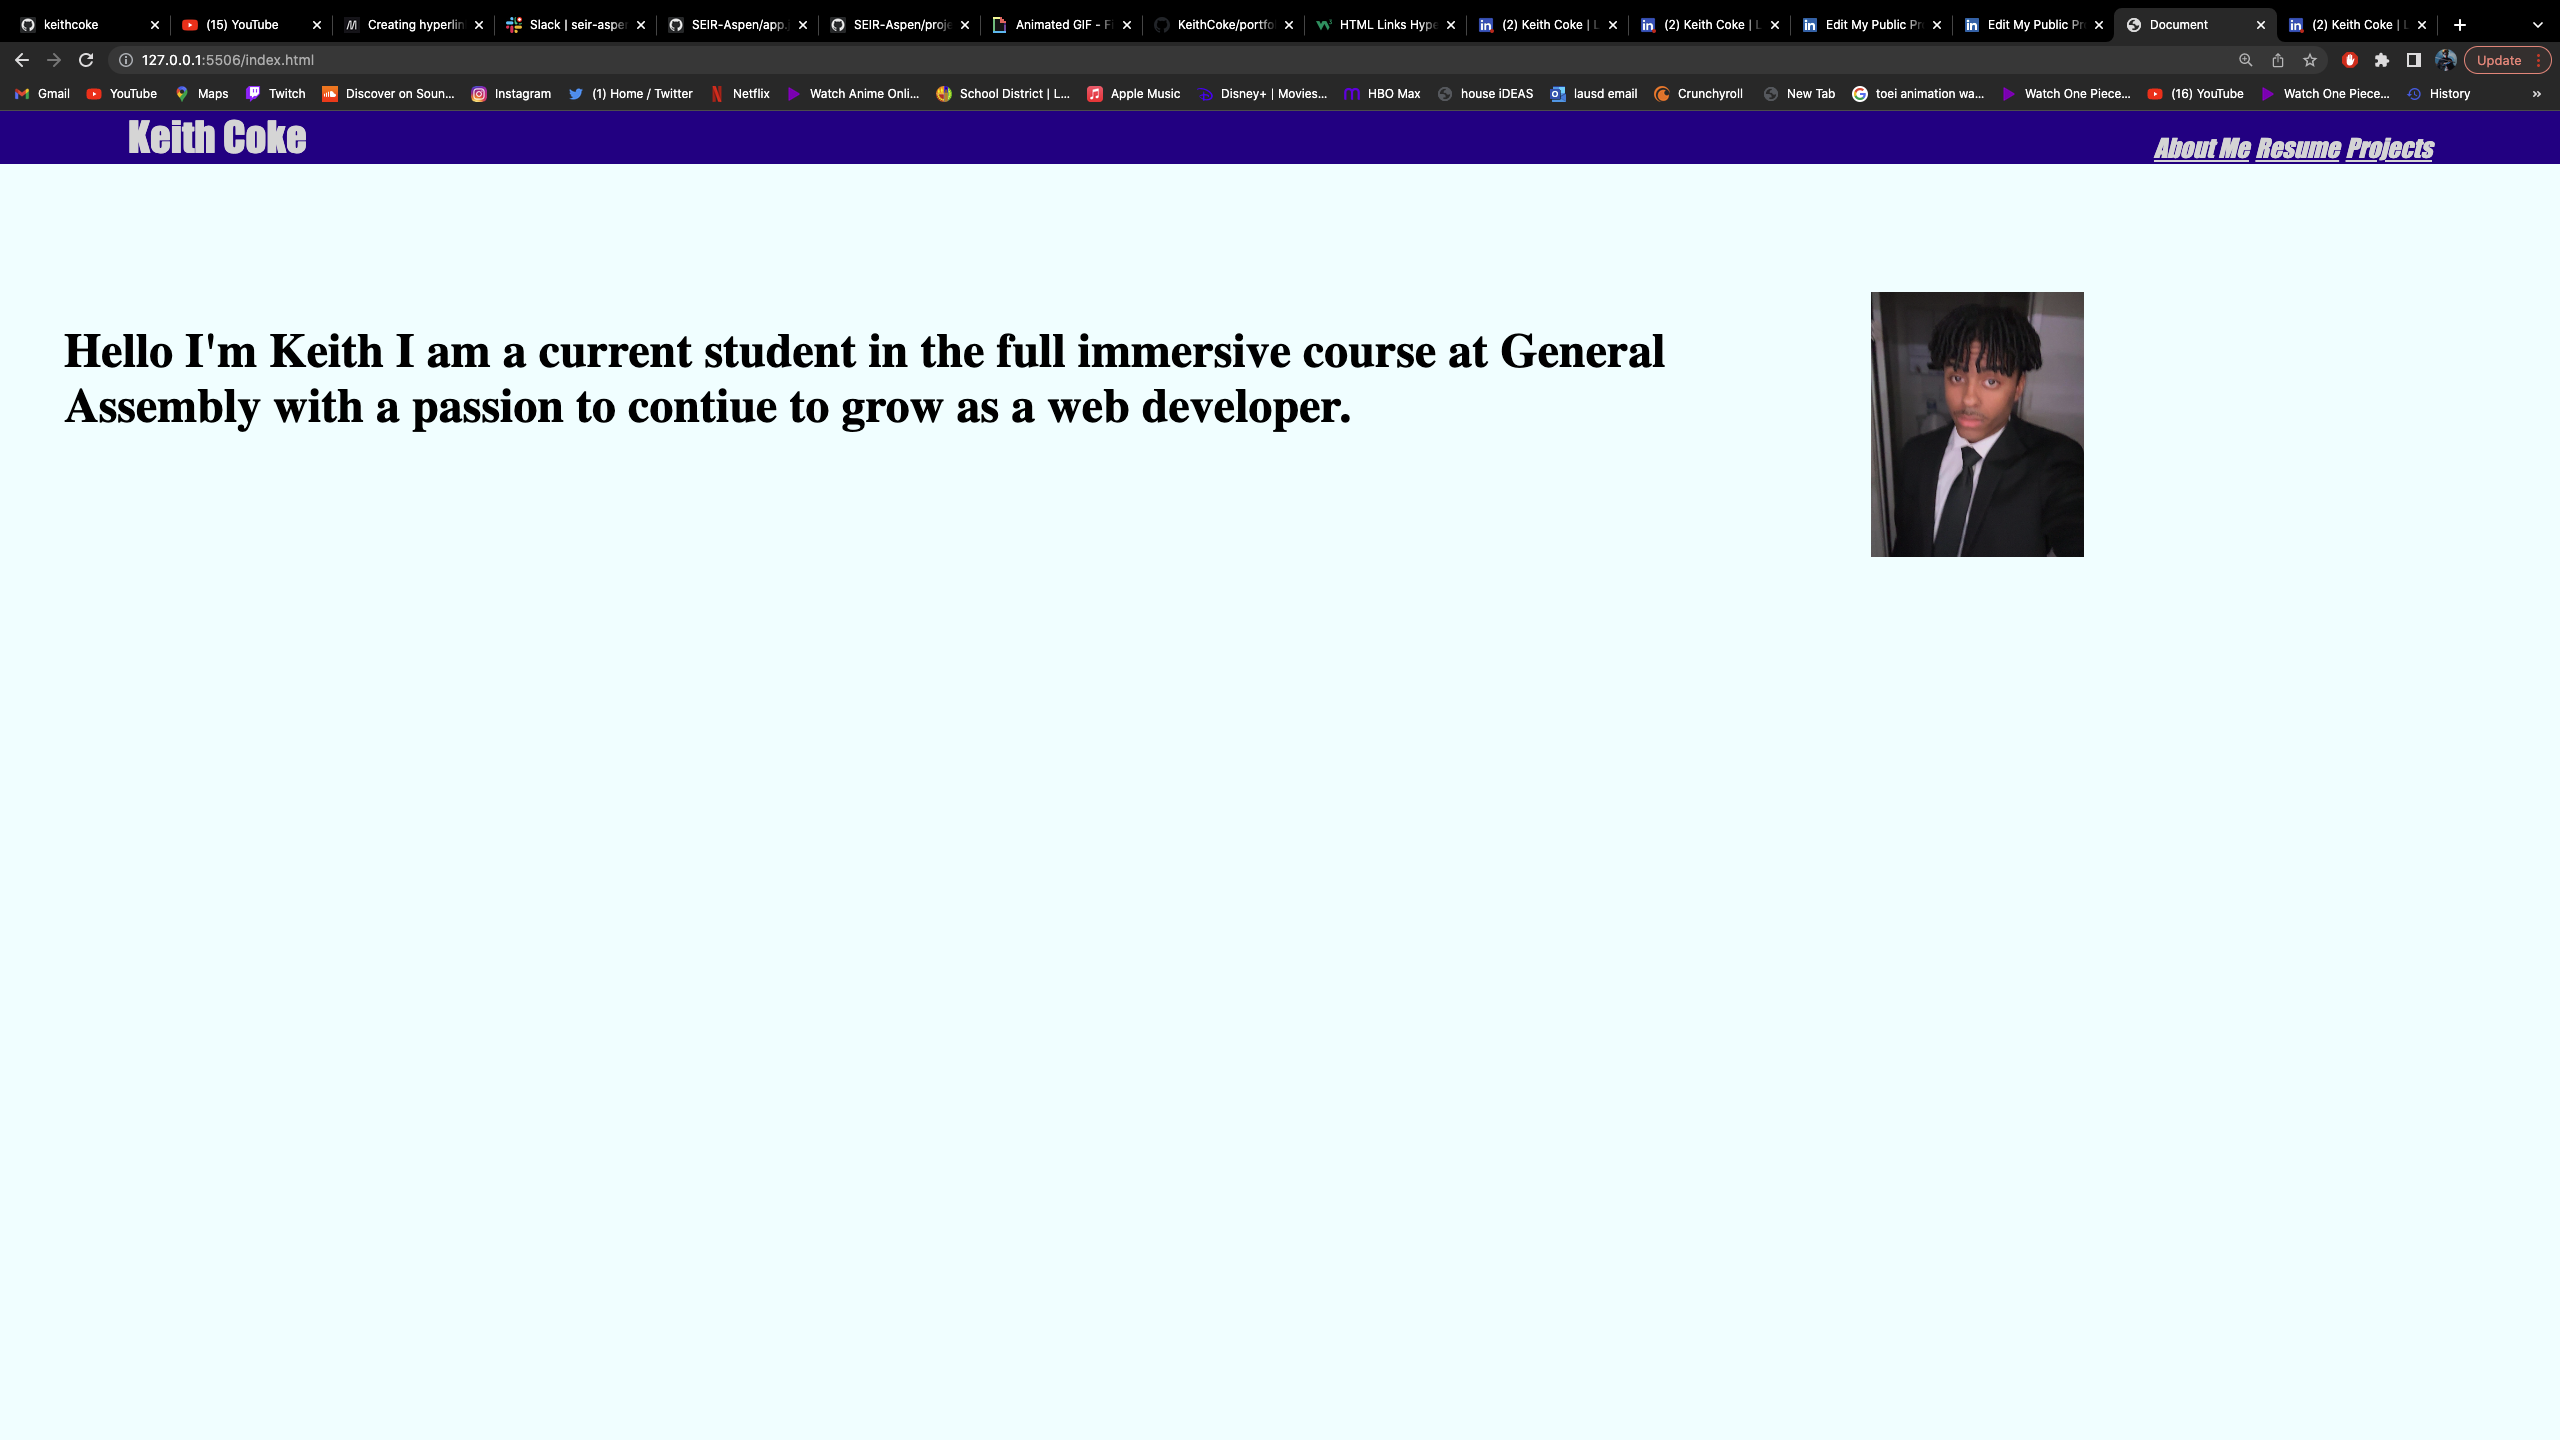 keithcoke (15) YouTube Creating hyperlin Slack | seir-asper SEIR-Aspen/app. SEIR-Aspen/proje Animated GIF - Fi KeithCoke/portfo HTML Links Hype (2) Keith Coke | L (2) Keith Coke | L Edit My Public Pr Edit My Public Pr Document (2) Keith Coke | L
127.0.0.1:5506/index.html Update
Gmail YouTube Maps Twitch Discover on Soun... Instagram (1) Home / Twitter Netflix Watch Anime Onli... School District | L... Apple Music Disney+ | Movies... HBO Max house iDEAS lausd email Crunchyroll New Tab toei animation wa... Watch One Piece... (16) YouTube Watch One Piece... History »
Keith Coke About Me Resume Projects
Hello I'm Keith I am a current student in the full immersive course at General
Assembly with a passion to contiue to grow as a web developer.